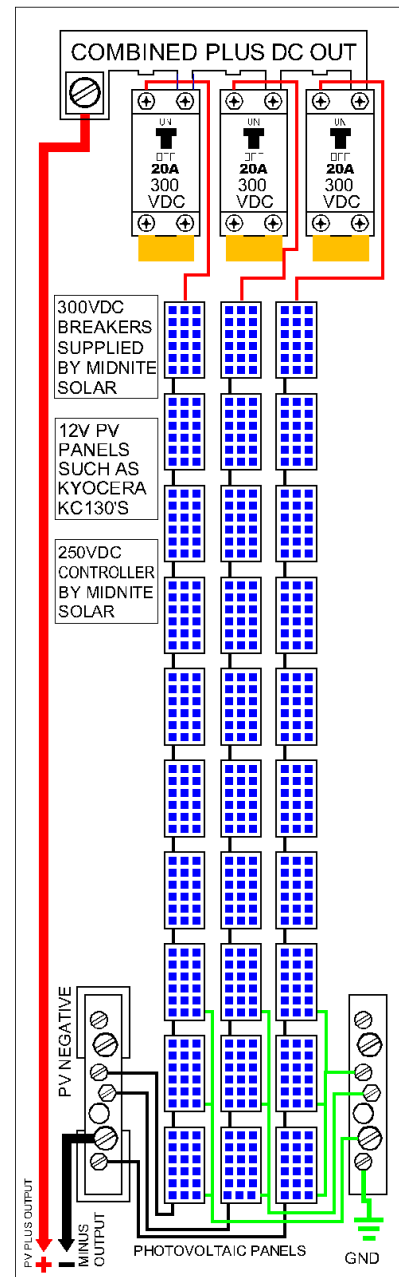 COMBINED PLUS DC OUT
ON
OFF
20A
300
VDC
ON
OFF
20A
300
VDC
ON
OFF
20A
300
VDC
300VDC
BREAKERS
SUPPLIED
BY MIDNITE
SOLAR
12V PV
PANELS
SUCH AS
KYOCERA
KC130'S
250VDC
CONTROLLER
BY MIDNITE
SOLAR
PV NEGATIVE
PV PLUS OUTPUT
+
−
MINUS
OUTPUT
PHOTOVOLTAIC PANELS
GND